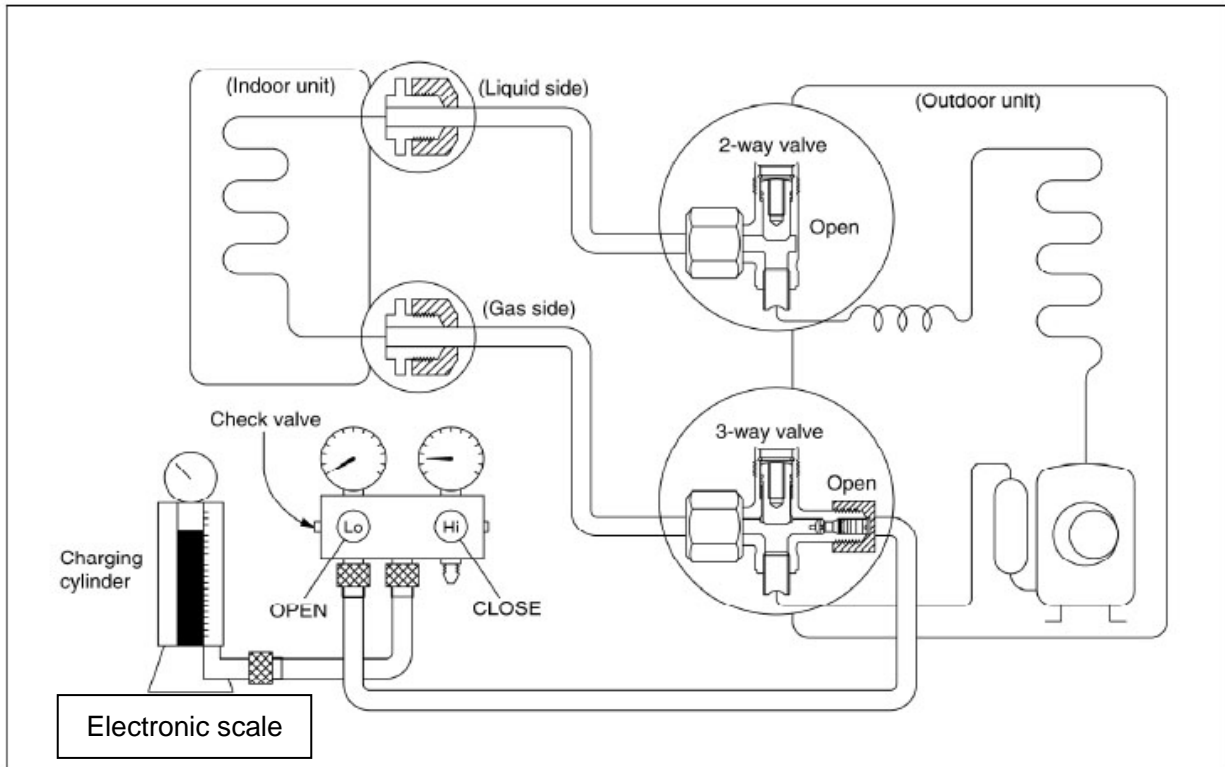 (Indoor unit)
(Liquid side)
(Outdoor unit)
2-way valve
Open
(Gas side)
Check valve
3-way valve
Open
Lo
Hi
Charging
cylinder
OPEN
CLOSE
Electronic scale